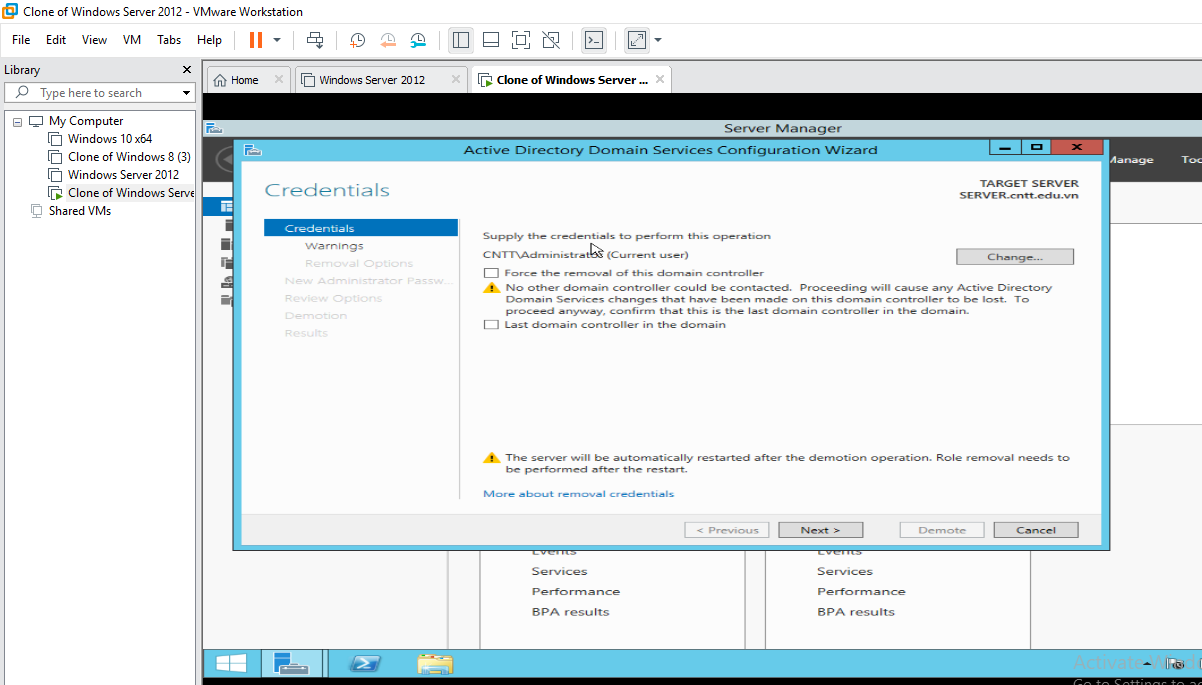 Clone of Windows Server 2012 - VMware Workstation
File Edit View VM Tabs Help
Library
Type here to search
My Computer
Windows 10 x64
Clone of Windows 8 (3)
Windows Server 2012
Clone of Windows Serve
Shared VMs
Home
Windows Server 2012
Clone of Windows Server ...
Server Manager
Manage
Active Directory Domain Services Configuration Wizard
Credentials
TARGET SERVER
SERVER.cntt.edu.vn
Credentials
Warnings
Removal Options
New Administrator Passw...
Review Options
Demotion
Results
Supply the credentials to perform this operation
CNTT\Administrator (Current user)
Change...
Force the removal of this domain controller
No other domain controller could be contacted. Proceeding will cause any Active Directory
Domain Services changes that have been made on this domain controller to be lost. To
proceed anyway, confirm that this is the last domain controller in the domain.
Last domain controller in the domain
The server will be automatically restarted after the demotion operation. Role removal needs to
be performed after the restart.
More about removal credentials
< Previous
Next >
Demote
Cancel
Events
Services
Performance
BPA results
Events
Services
Performance
BPA results